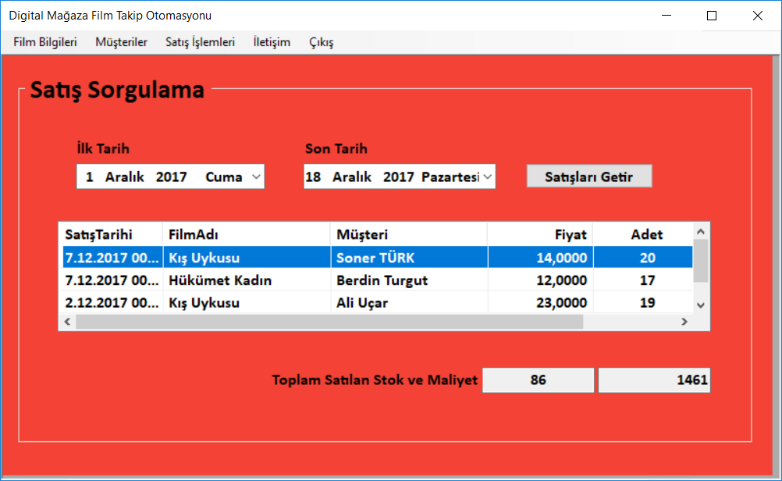 Digital Mağaza Film Takip Otomasyonu
Film Bilgileri Müşteriler Satış İşlemleri İletişim Çıkış
Satış Sorgulama
İlk Tarih Son Tarih
1 Aralık 2017 Cuma 18 Aralık 2017 Pazartesi Satışları Getir
SatışTarihi FilmAdı Müşteri Fiyat Adet
7.12.2017 00... Kış Uykusu Soner TÜRK 14,0000 20
7.12.2017 00... Hükümet Kadın Berdin Turgut 12,0000 17
2.12.2017 00... Kış Uykusu Ali Uçar 23,0000 19
Toplam Satılan Stok ve Maliyet 86 1461